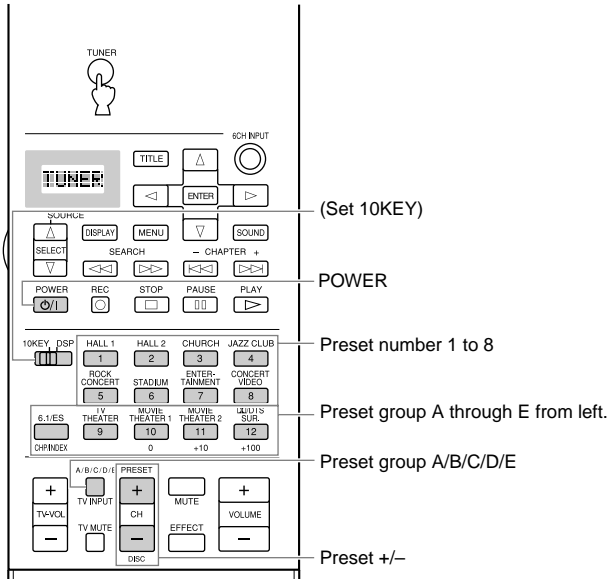 TUNER
6CH INPUT
TITLE
TUNER
ENTER
(Set 10KEY)
SOURCE
DISPLAY MENU SOUND
SELECT
SEARCH – CHAPTER +
POWER
POWER REC STOP PAUSE PLAY
10KEY DSP HALL 1 HALL 2 CHURCH JAZZ CLUB
Preset number 1 to 8
1 2 3 4
ROCK CONCERT STADIUM ENTER-TAINMENT CONCERT VIDEO
5 6 7 8
Preset group A through E from left.
6.1/ES TV THEATER MOVIE THEATER 1 MOVIE THEATER 2 DD/DTS SUR.
9 10 11 12
CHP/INDEX 0 +10 +100
Preset group A/B/C/D/E
A/B/C/D/E PRESET
+ + +
TV INPUT MUTE
TV-VOL CH VOLUME
TV MUTE EFFECT
– – –
DISC
Preset +/–